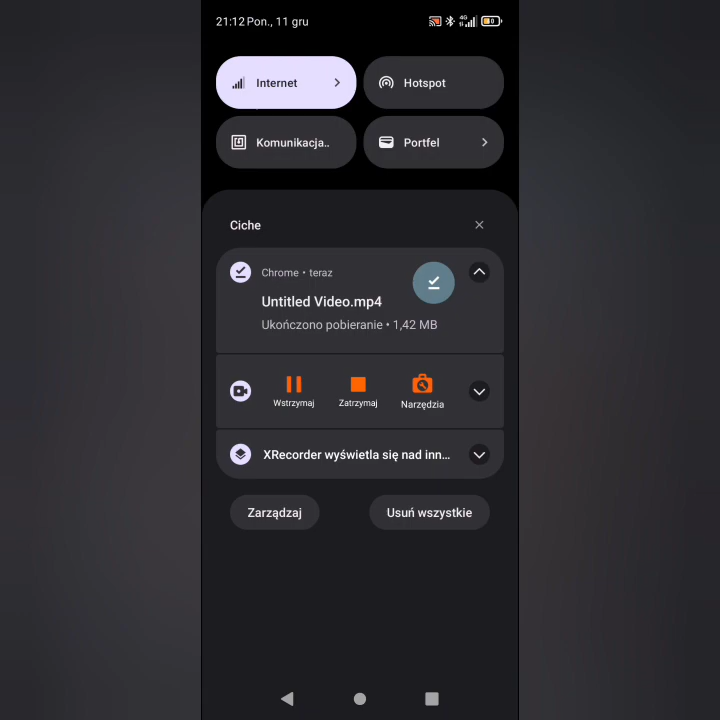 21:12 Pon., 11 gru
4G
Internet
Hotspot
Komunikacja..
Portfel
Ciche
Chrome • teraz
Untitled Video.mp4
Ukończono pobieranie • 1,42 MB
Wstrzymaj
Zatrzymaj
Narzędzia
XRecorder wyświetla się nad inn...
Zarządzaj
Usuń wszystkie